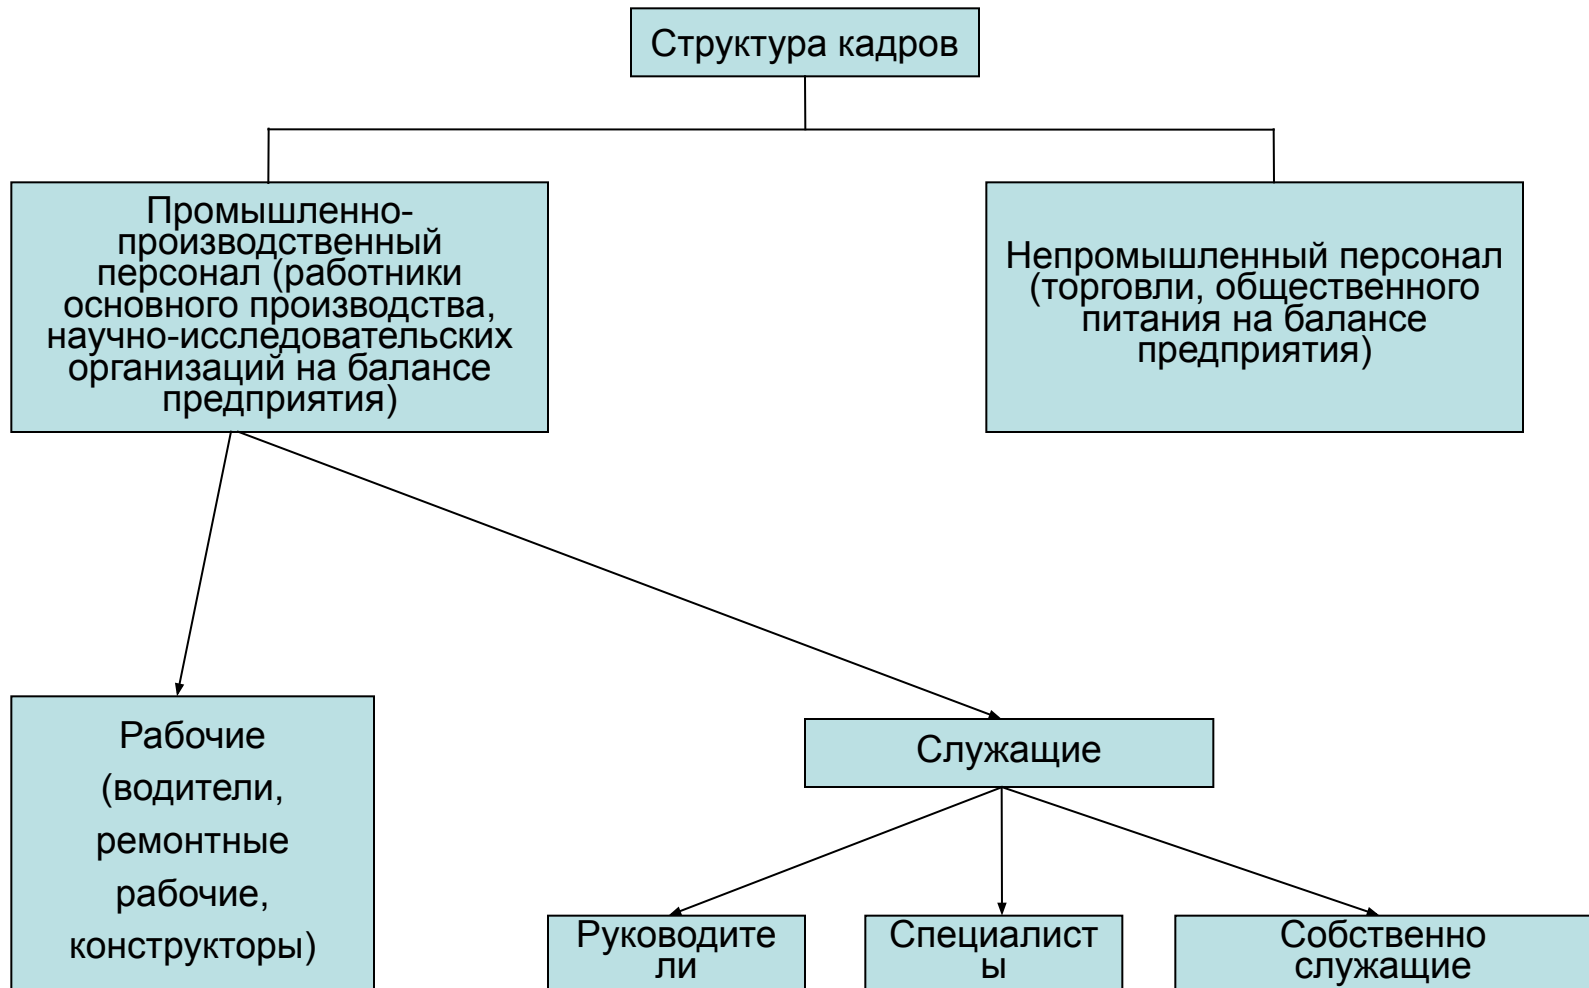 Структура кадров
Промышленно-
производственный
персонал (работники
основного производства,
научно-исследовательских
организаций на балансе
предприятия)
Непромышленный персонал
(торговли, общественного
питания на балансе
предприятия)
Рабочие
(водители,
ремонтные
рабочие,
конструкторы)
Служащие
Руководите
ли
Специалист
ы
Собственно
служащие